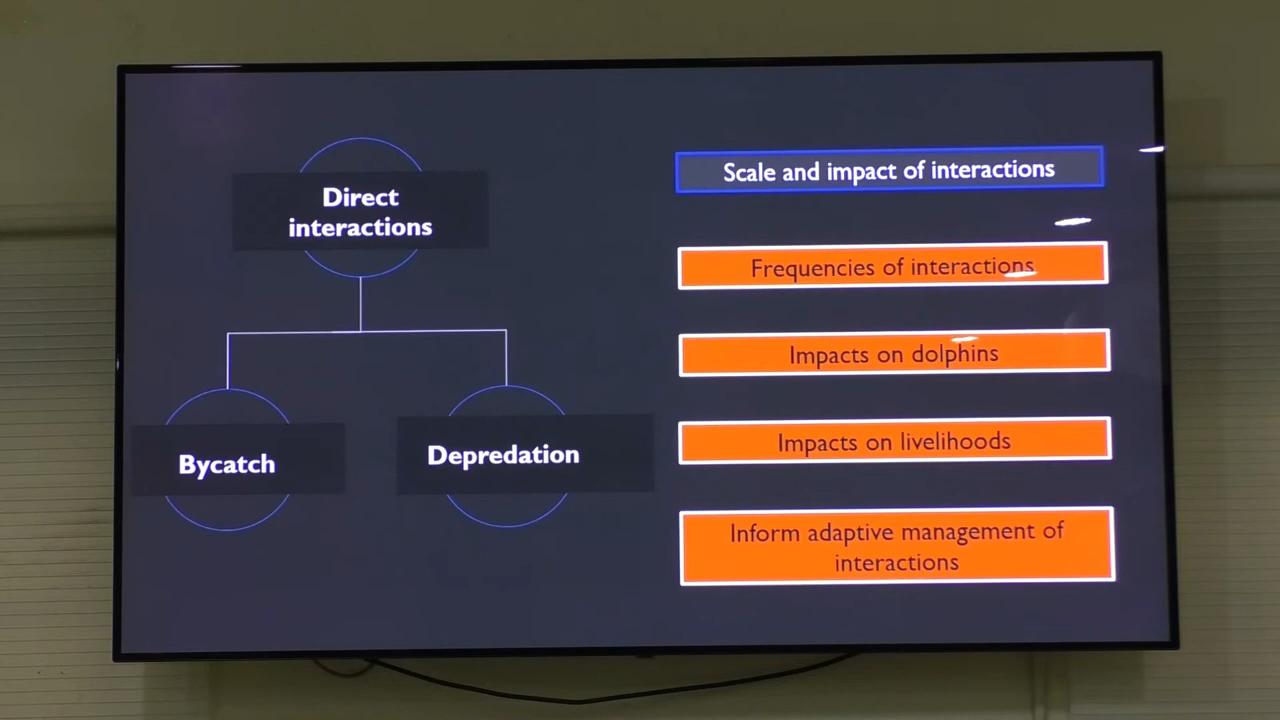 Direct
interactions
Bycatch
Depredation
Scale and impact of interactions
Frequencies of interactions
Impacts on dolphins
Impacts on livelihoods
Inform adaptive management of
interactions